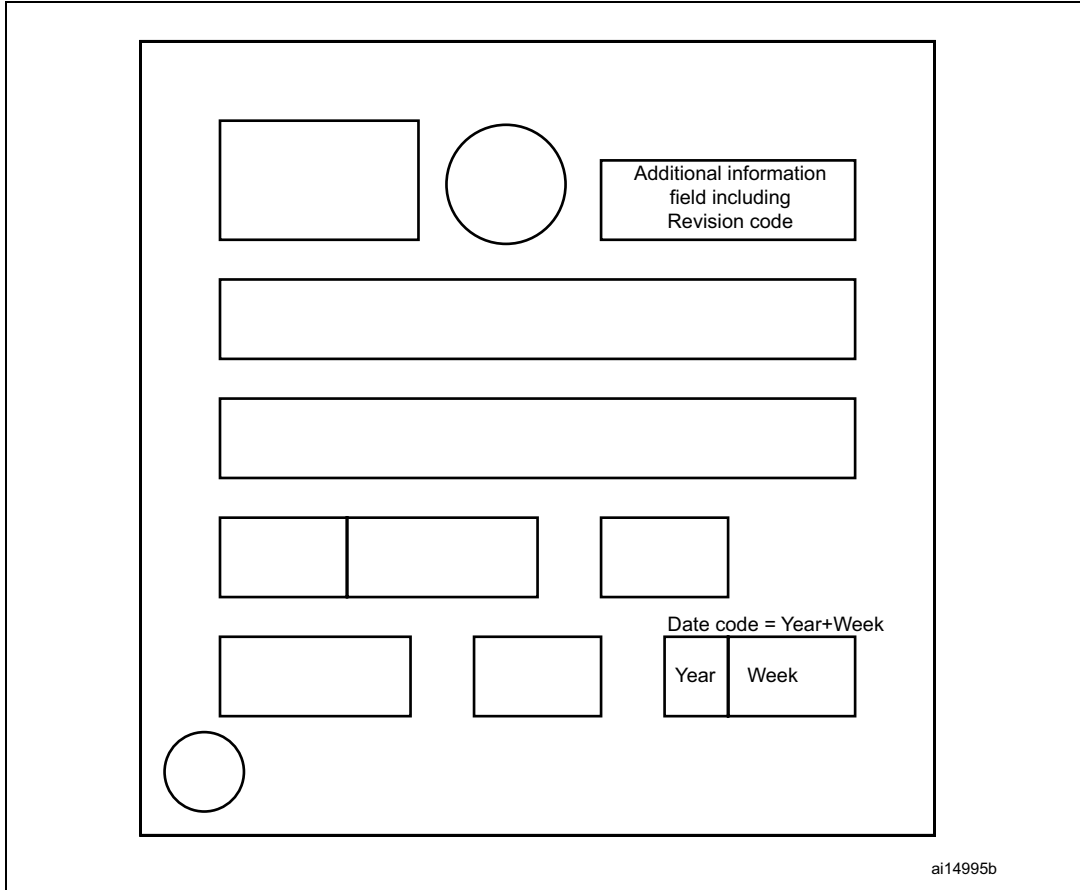 Additional information
field including
Revision code
Date code = Year+Week
Year Week
ai14995b